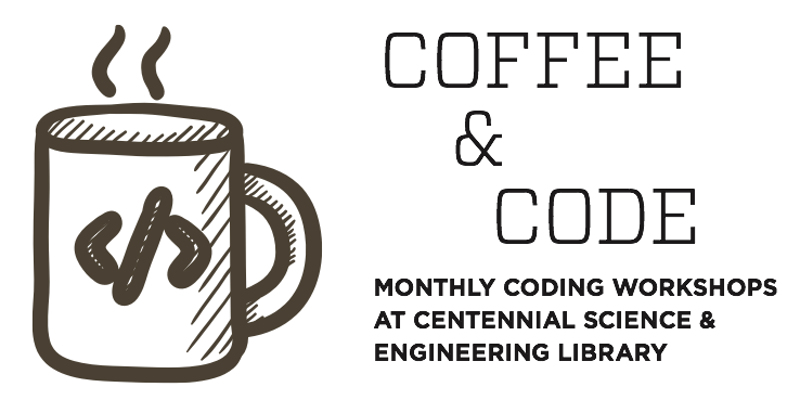 COFFEE
&
CODE
</>
MONTHLY CODING WORKSHOPS
AT CENTENNIAL SCIENCE &
ENGINEERING LIBRARY